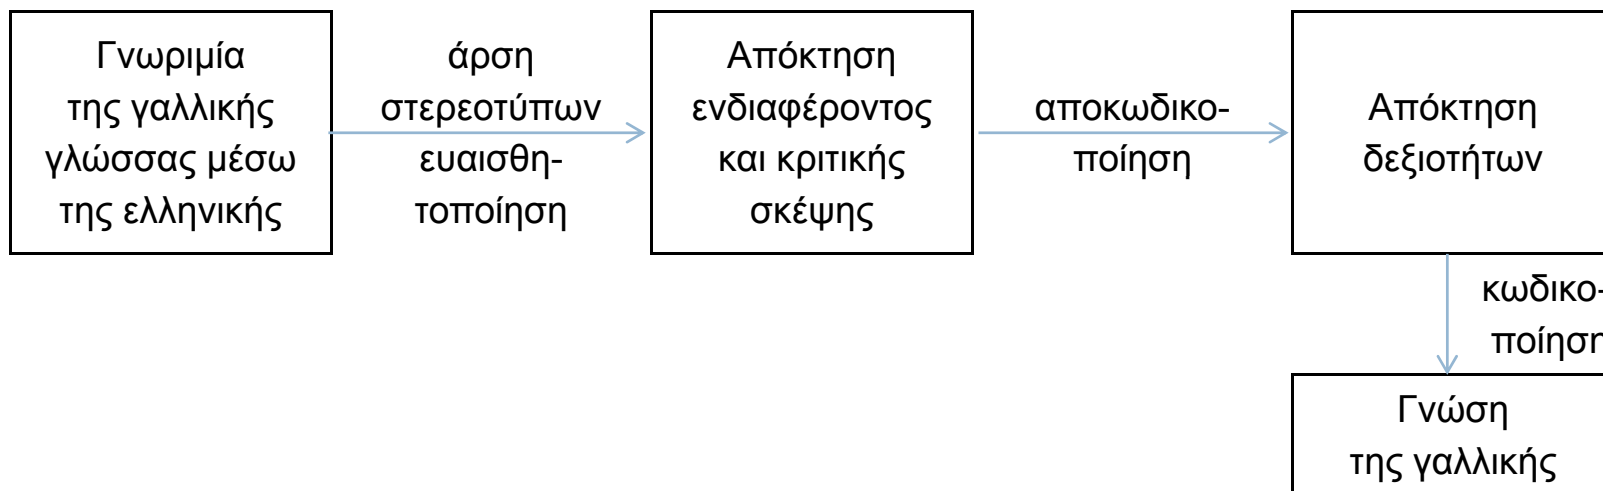 Γνωριμία
της γαλλικής
γλώσσας μέσω
της ελληνικής
άρση
στερεοτύπων
ευαισθη-
τοποίηση
Απόκτηση
ενδιαφέροντος
και κριτικής
σκέψης
αποκωδικο-
ποίηση
Απόκτηση
δεξιοτήτων
κωδικο-
ποίηση
Γνώση
της γαλλικής